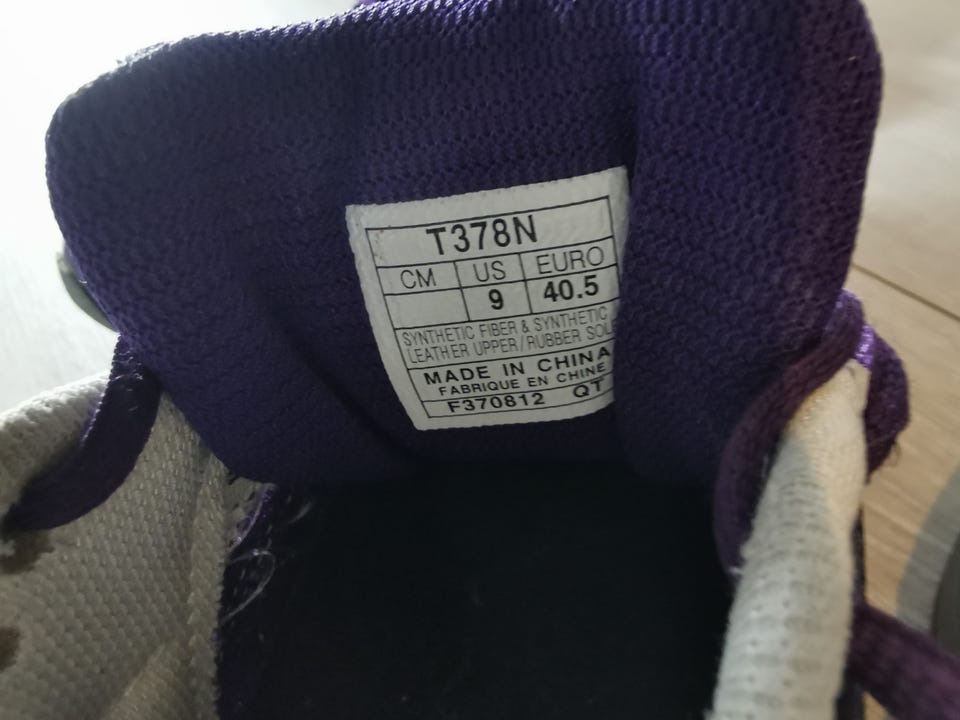 T378N
CM US EURO
9 40.5
SYNTHETIC FIBER & SYNTHETIC
LEATHER UPPER/RUBBER SOL
MADE IN CHINA
FABRIQUE EN CHINE
F370812 QT